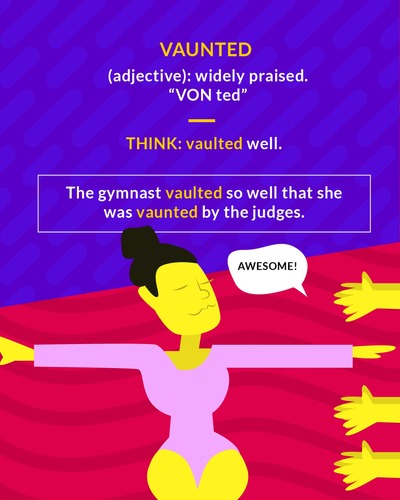 VAUNTED
(adjective): widely praised.
“VON ted”
THINK: vaulted well.
The gymnast vaulted so well that she
was vaunted by the judges.
AWESOME!